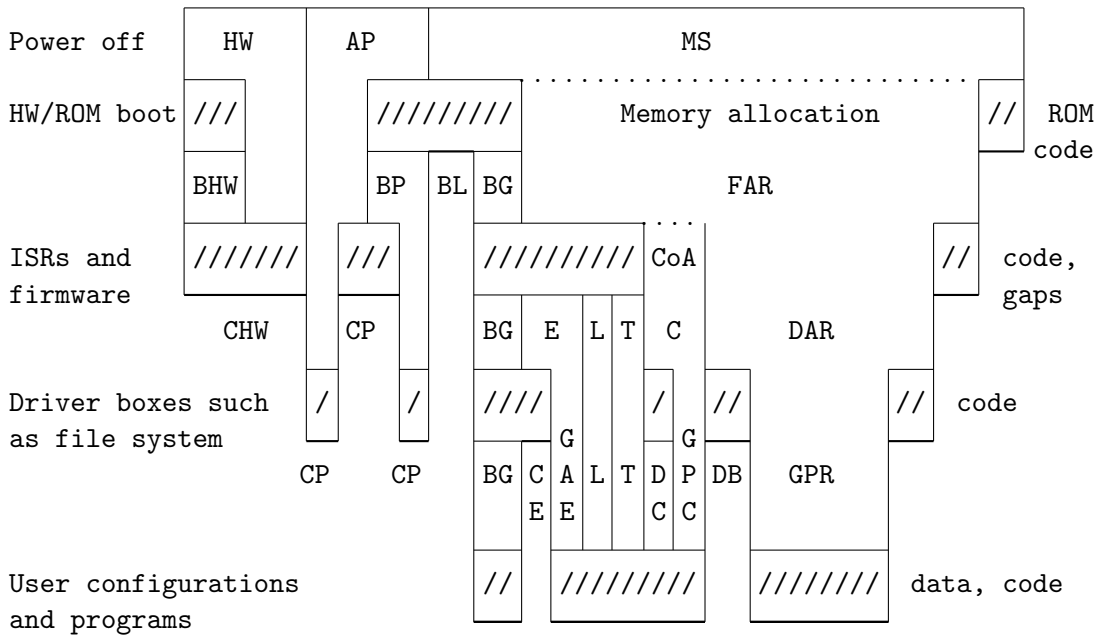 Power off HW AP MS
HW/ROM boot /// ///////// Memory allocation // ROM
code
BHW BP BL BG FAR
ISRs and /////// /// ////////// CoA // code,
firmware gaps
CHW CP BG E L T C DAR
Driver boxes such / / //// / // // code
as file system
G G
CP CP BG C A L T D P DB GPR
E E C C
User configurations // ///////// //////// data, code
and programs